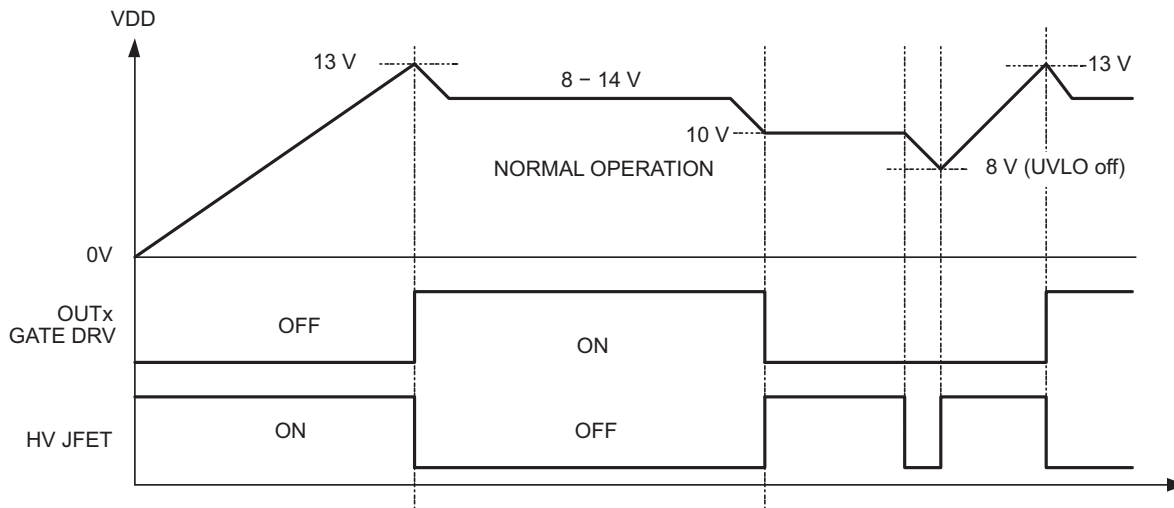 VDD
13 V
8 – 14 V
13 V
10 V
NORMAL OPERATION
8 V (UVLO off)
0V
OUTx
GATE DRV
OFF
ON
HV JFET
ON
OFF